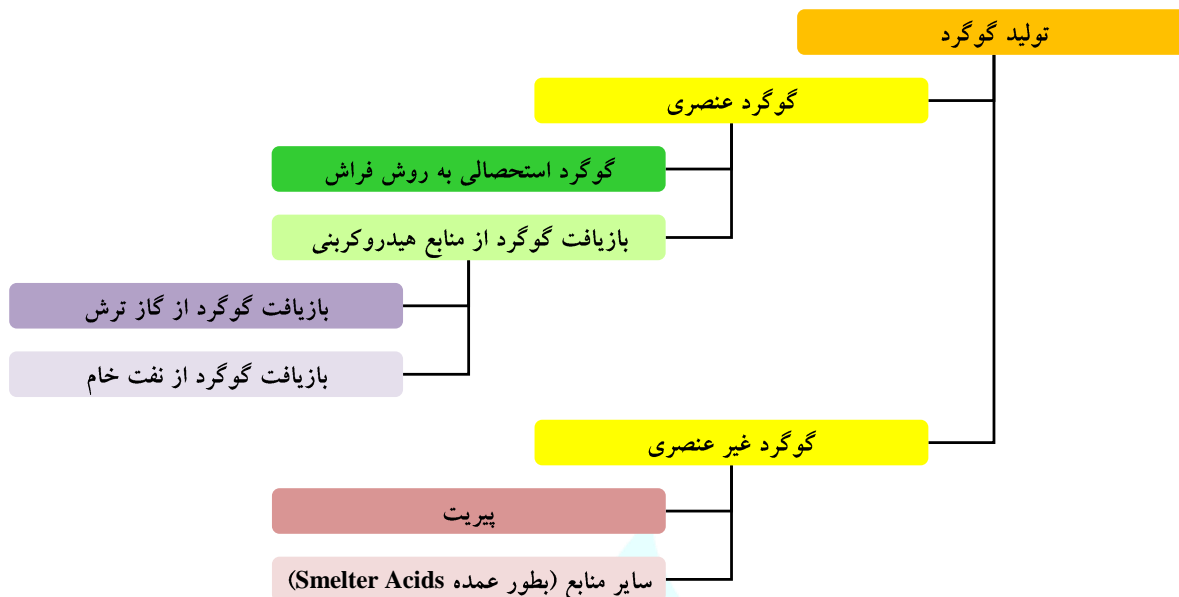 تولید گوگرد
گوگرد عنصری
گوگرد استحصالی به روش فراش
بازیافت گوگرد از منابع هیدروکربنی
بازیافت گوگرد از گاز ترش
بازیافت گوگرد از نفت خام
گوگرد غیر عنصری
پیریت
سایر منابع (بطور عمده Smelter Acids)